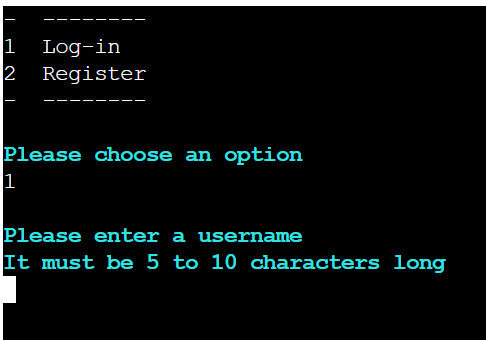 -  --------
1  Log-in
2  Register
-  --------
Please choose an option
1
Please enter a username
It must be 5 to 10 characters long